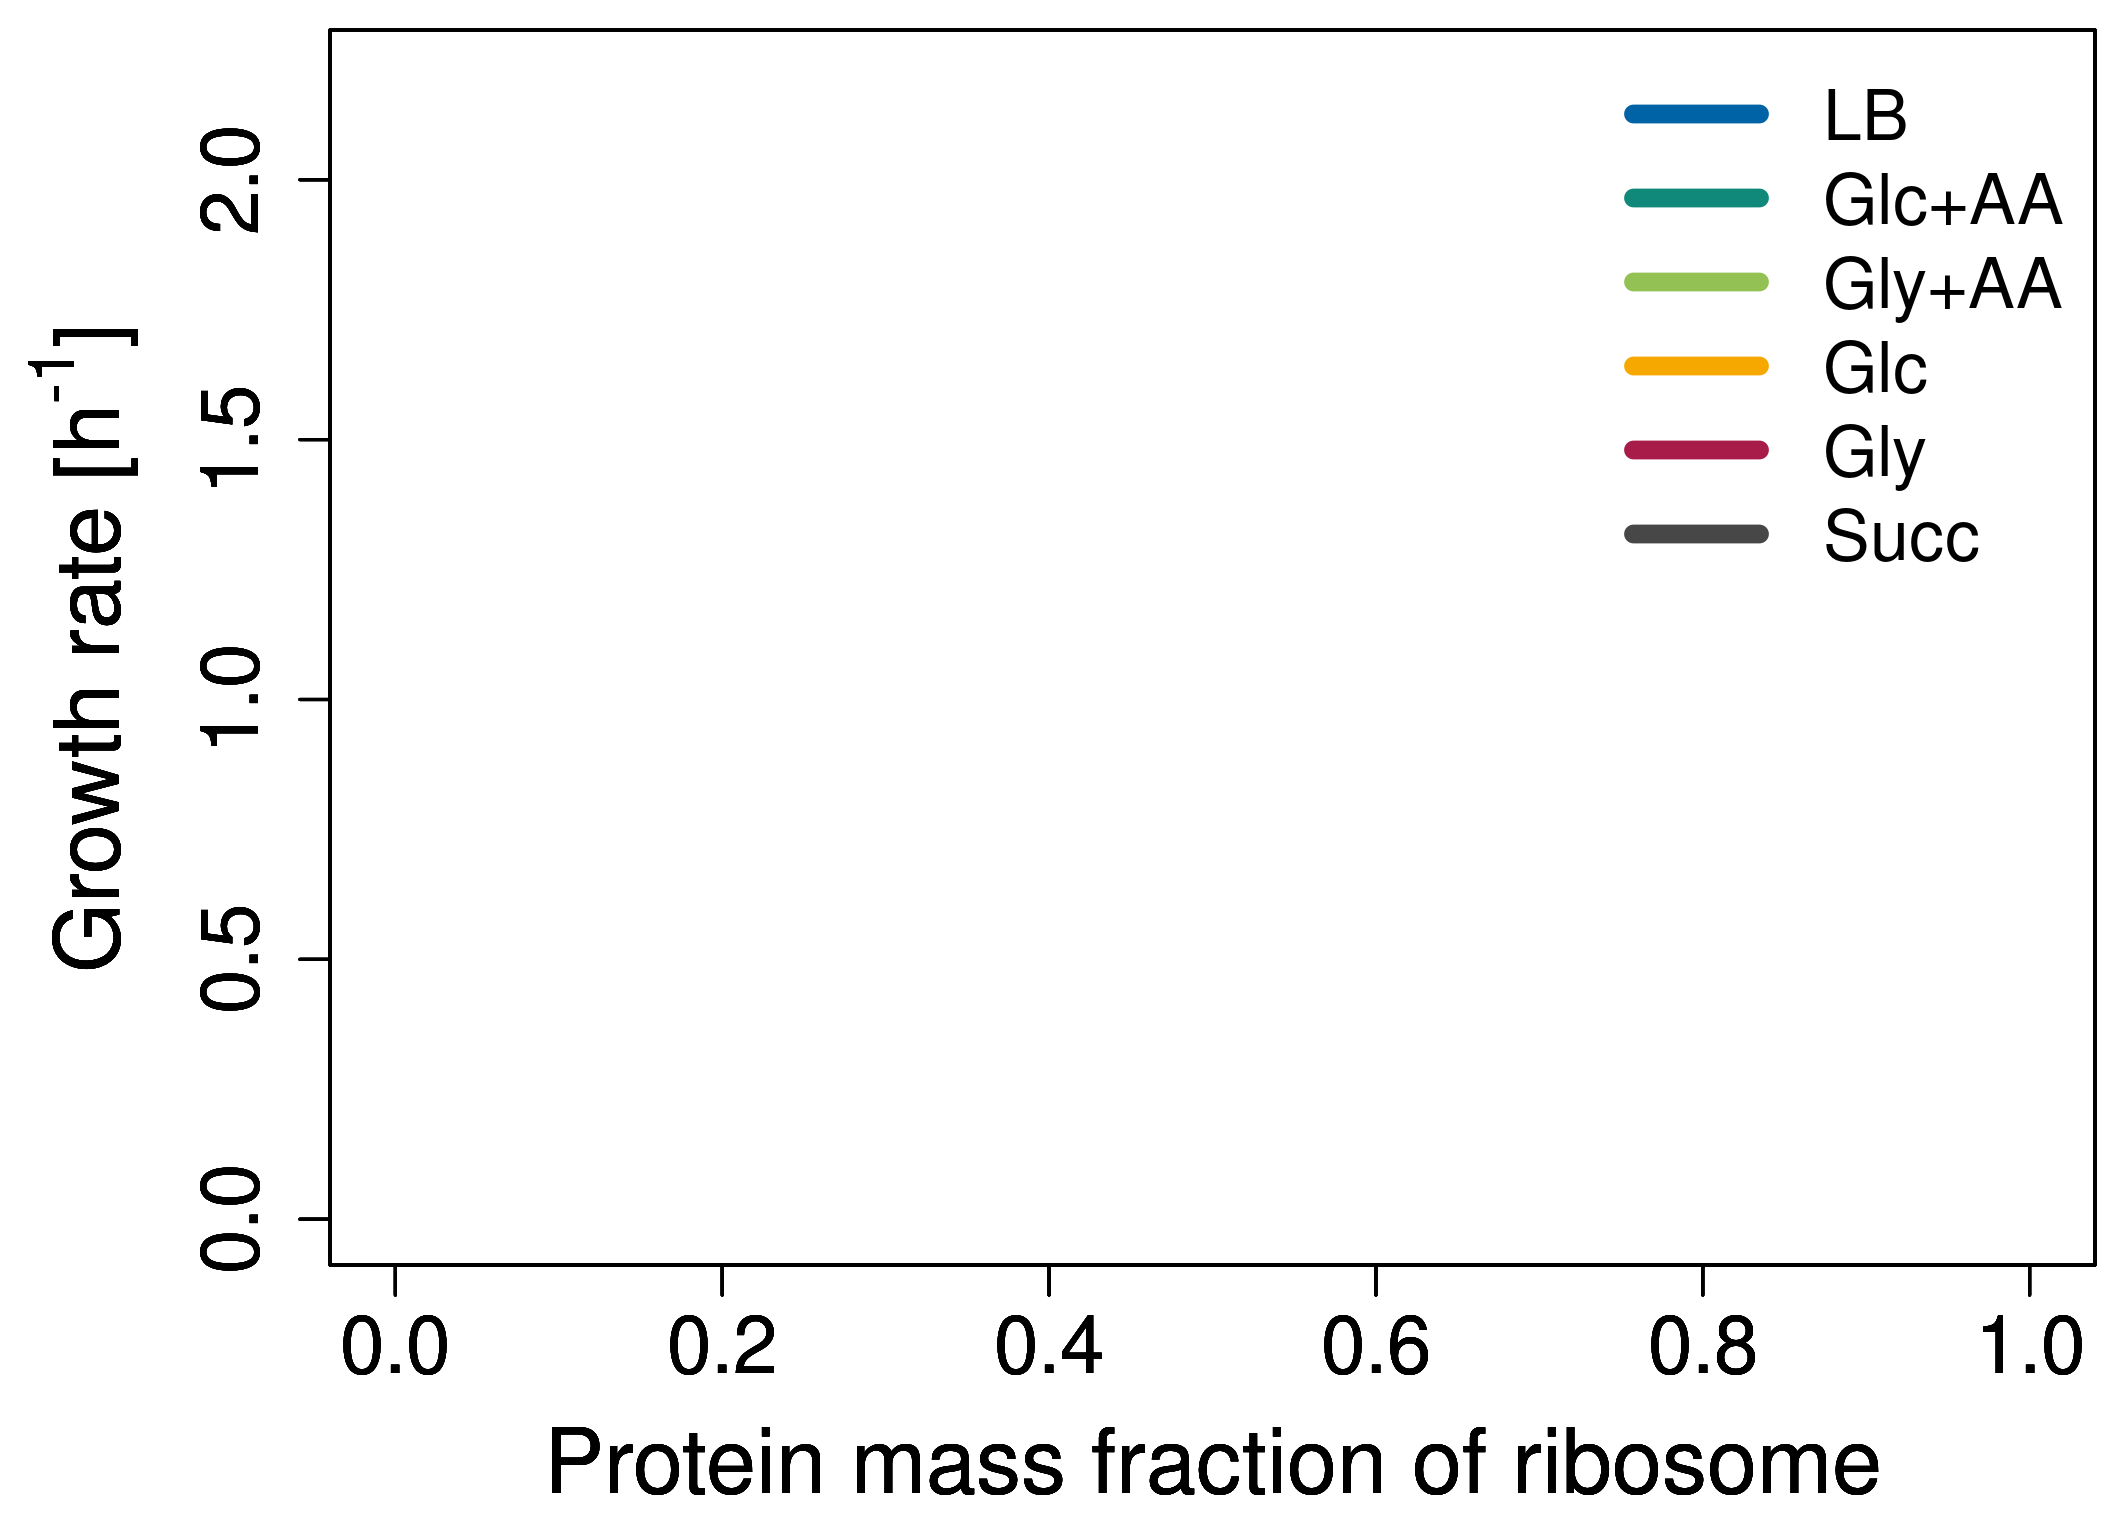 Growth rate [h⁻¹]
2.0
1.5
1.0
0.5
0.0
LB
Glc+AA
Gly+AA
Glc
Gly
Succ
0.0 0.2 0.4 0.6 0.8 1.0
Protein mass fraction of ribosome